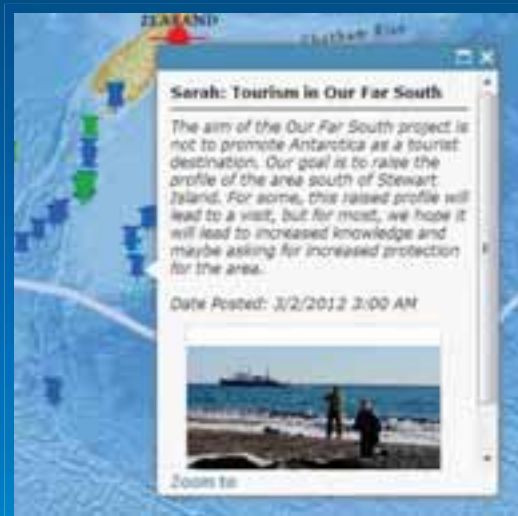 ZEALAND
Chatham Rise
Sarah: Tourism in Our Far South
The aim of the Our Far South project is
not to promote Antarctica as a tourist
destination. Our goal is to raise the
profile of the area south of Stewart
Island. For some, this raised profile will
lead to a visit, but for most, we hope it
will lead to increased knowledge and
maybe asking for increased protection
for the area.
Date Posted: 3/2/2012 3:00 AM
Zoom to